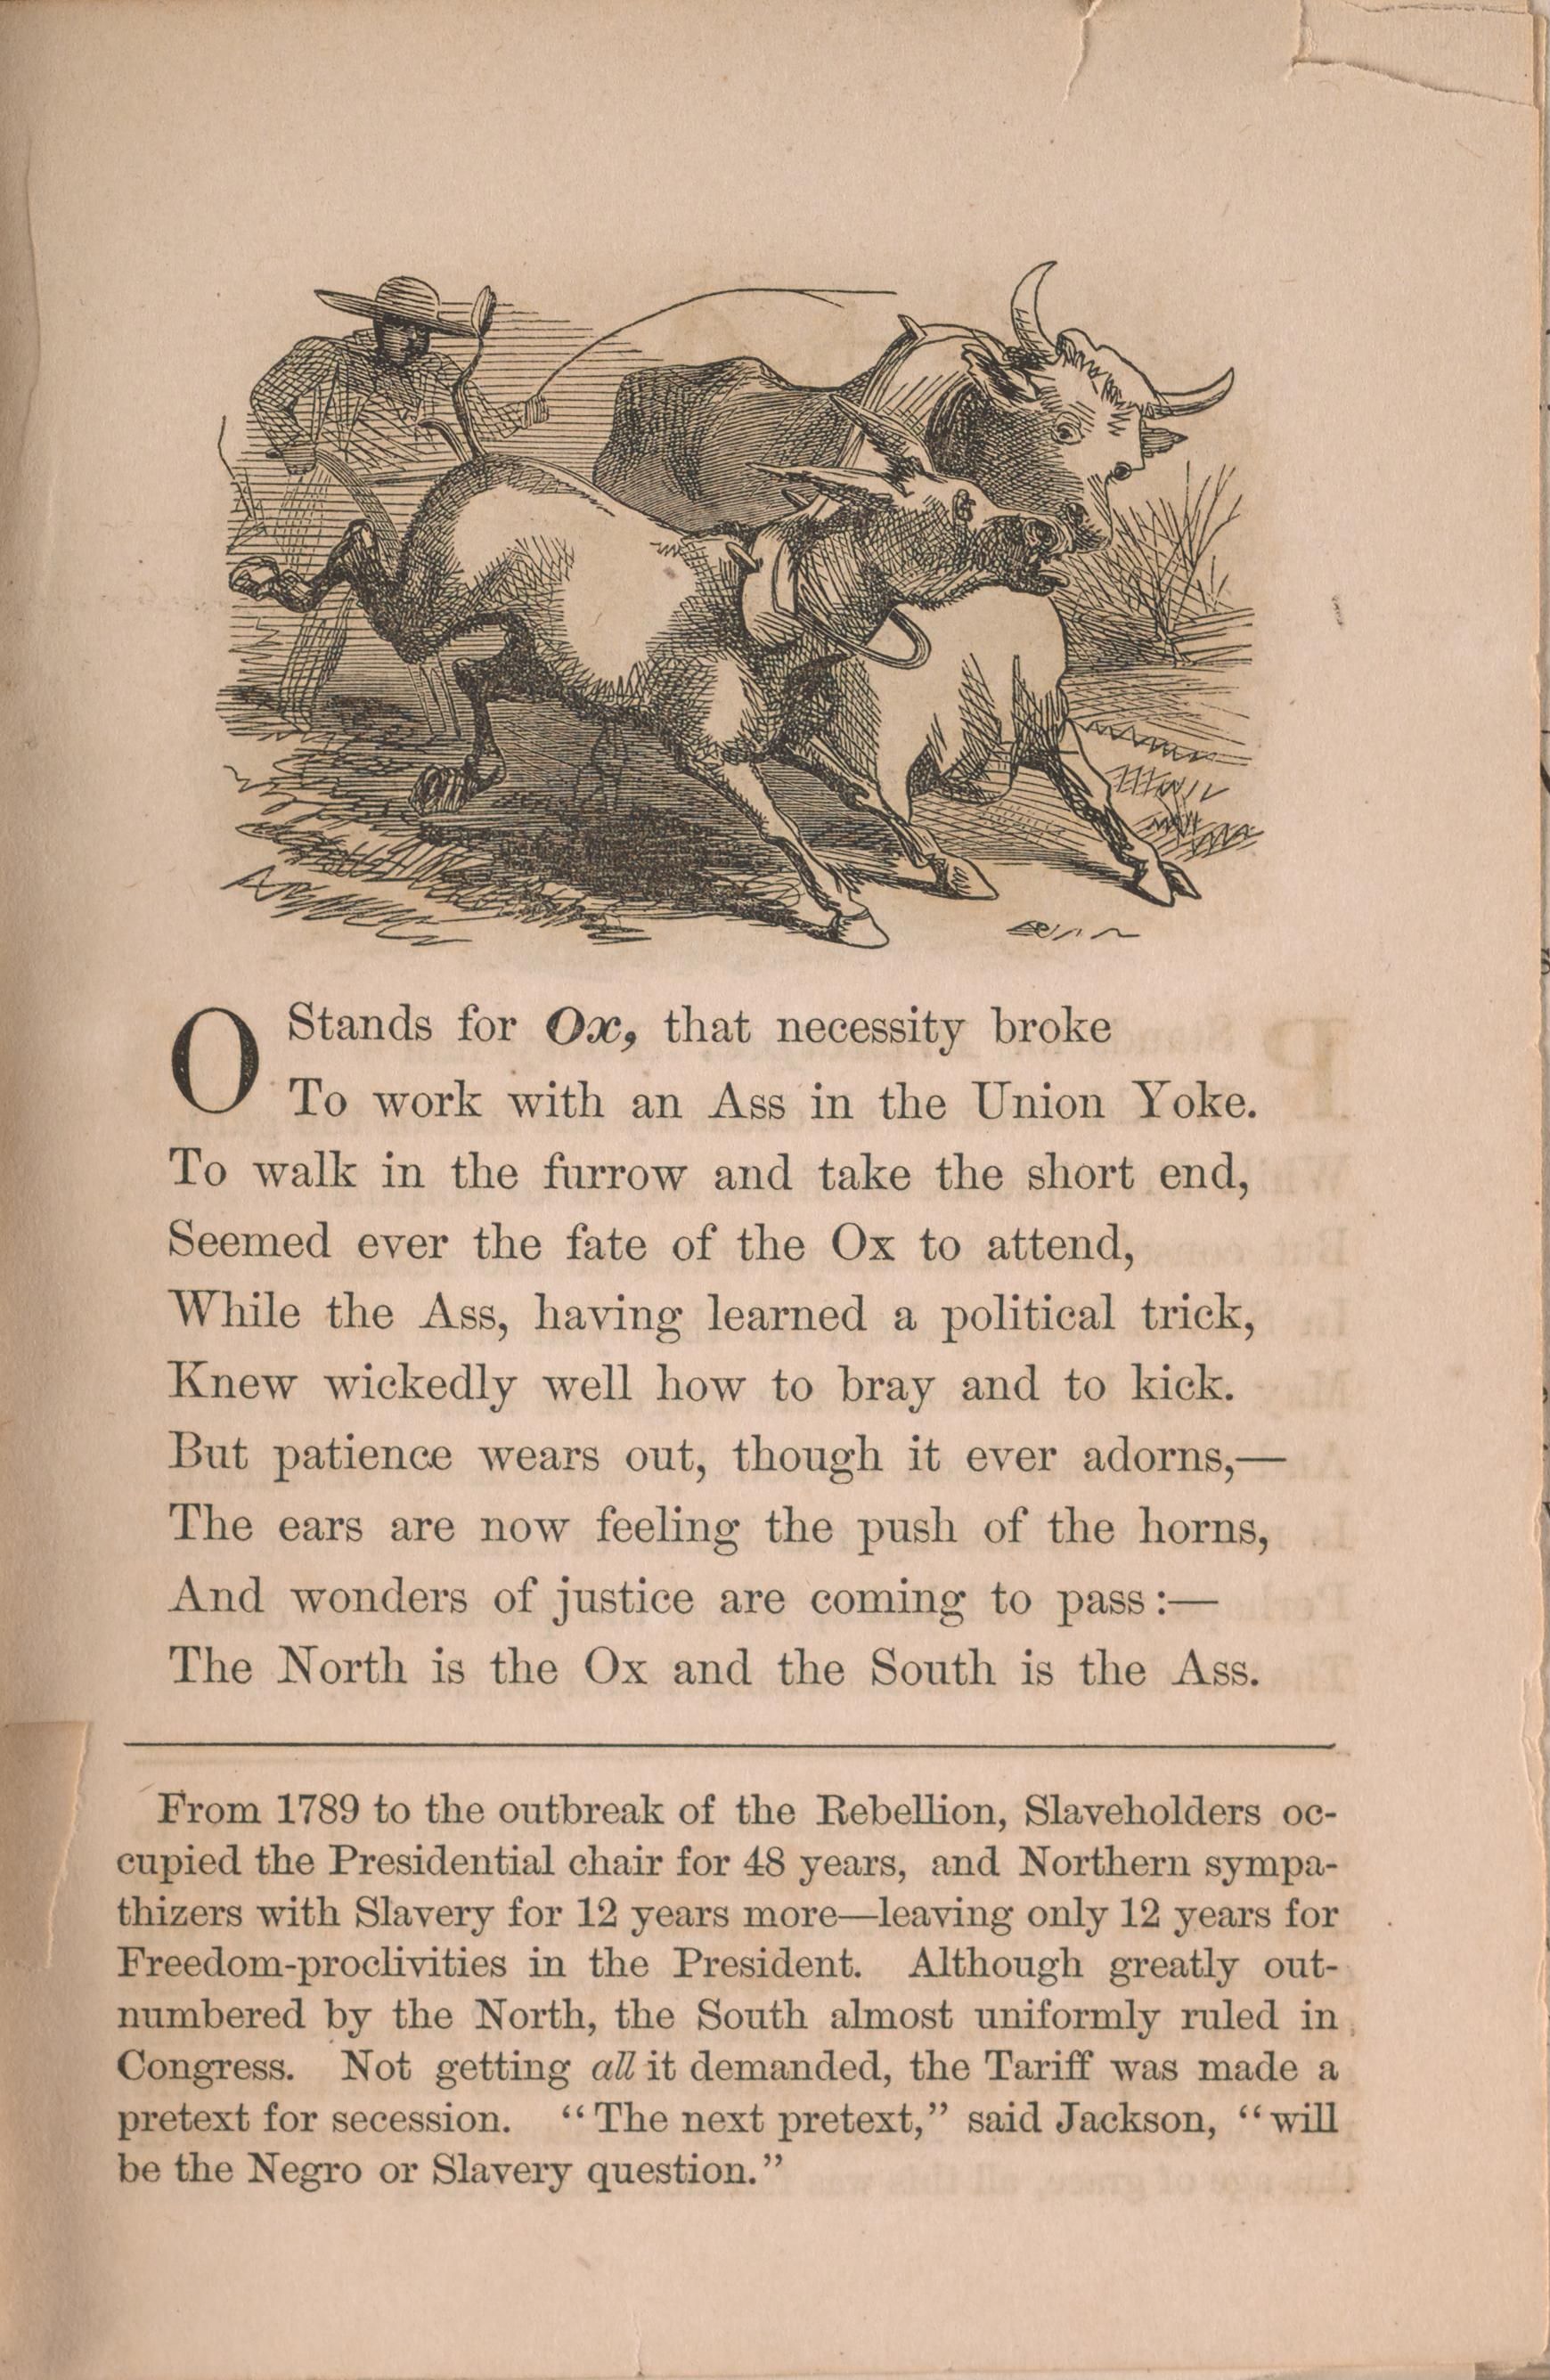 O Stands for Ox, that necessity broke
To work with an Ass in the Union Yoke.
To walk in the furrow and take the short end,
Seemed ever the fate of the Ox to attend,
While the Ass, having learned a political trick,
Knew wickedly well how to bray and to kick.
But patience wears out, though it ever adorns,—
The ears are now feeling the push of the horns,
And wonders of justice are coming to pass:—
The North is the Ox and the South is the Ass.
From 1789 to the outbreak of the Rebellion, Slaveholders oc-
cupied the Presidential chair for 48 years, and Northern sympa-
thizers with Slavery for 12 years more—leaving only 12 years for
Freedom-proclivities in the President. Although greatly out-
numbered by the North, the South almost uniformly ruled in
Congress. Not getting all it demanded, the Tariff was made a
pretext for secession. “The next pretext,” said Jackson, “will
be the Negro or Slavery question.”